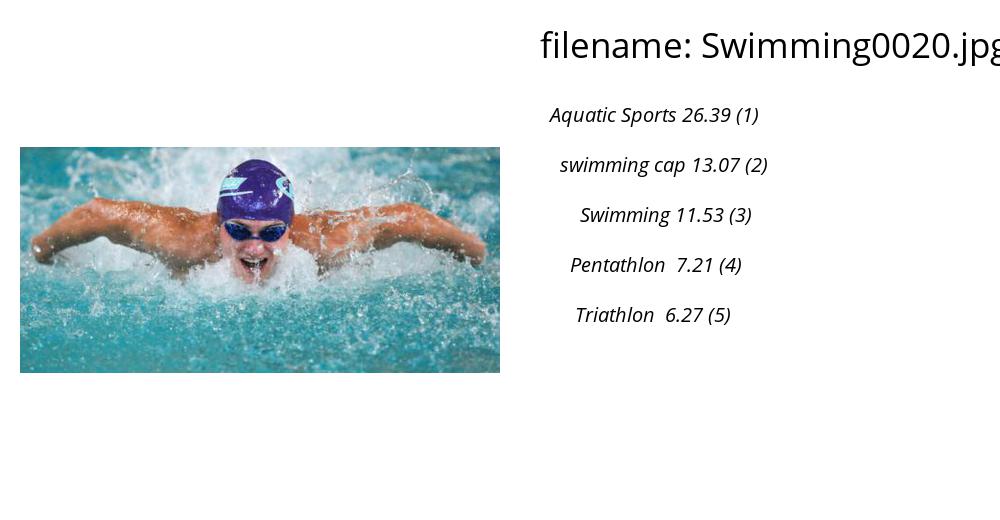 filename: Swimming0020.jpg
Aquatic Sports 26.39 (1)
swimming cap 13.07 (2)
Swimming 11.53 (3)
Pentathlon 7.21 (4)
Triathlon 6.27 (5)